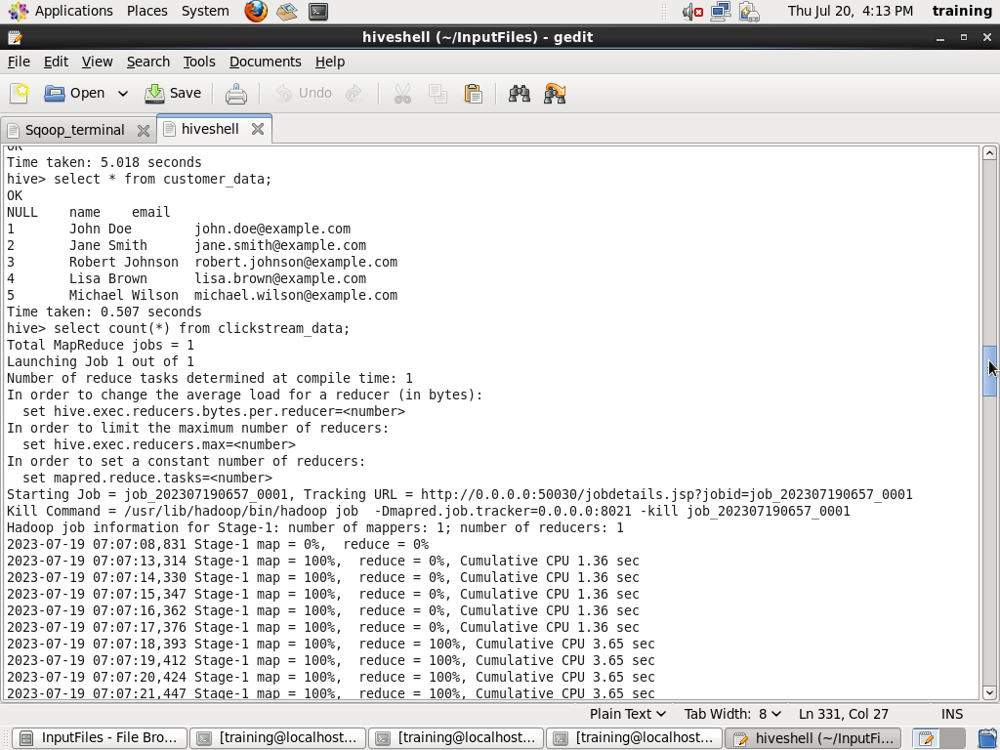 Applications Places System Thu Jul 20, 4:13 PM training
hiveshell (~/InputFiles) - gedit
File Edit View Search Tools Documents Help
Open Save Undo
Sqoop_terminal hiveshell
OK
Time taken: 5.018 seconds
hive> select * from customer_data;
OK
NULL name email
1 John Doe john.doe@example.com
2 Jane Smith jane.smith@example.com
3 Robert Johnson robert.johnson@example.com
4 Lisa Brown lisa.brown@example.com
5 Michael Wilson michael.wilson@example.com
Time taken: 0.507 seconds
hive> select count(*) from clickstream_data;
Total MapReduce jobs = 1
Launching Job 1 out of 1
Number of reduce tasks determined at compile time: 1
In order to change the average load for a reducer (in bytes):
  set hive.exec.reducers.bytes.per.reducer=<number>
In order to limit the maximum number of reducers:
  set hive.exec.reducers.max=<number>
In order to set a constant number of reducers:
  set mapred.reduce.tasks=<number>
Starting Job = job_202307190657_0001, Tracking URL = http://0.0.0.0:50030/jobdetails.jsp?jobid=job_202307190657_0001
Kill Command = /usr/lib/hadoop/bin/hadoop job  -Dmapred.job.tracker=0.0.0.0:8021 -kill job_202307190657_0001
Hadoop job information for Stage-1: number of mappers: 1; number of reducers: 1
2023-07-19 07:07:08,831 Stage-1 map = 0%,  reduce = 0%
2023-07-19 07:07:13,314 Stage-1 map = 100%,  reduce = 0%, Cumulative CPU 1.36 sec
2023-07-19 07:07:14,330 Stage-1 map = 100%,  reduce = 0%, Cumulative CPU 1.36 sec
2023-07-19 07:07:15,347 Stage-1 map = 100%,  reduce = 0%, Cumulative CPU 1.36 sec
2023-07-19 07:07:16,362 Stage-1 map = 100%,  reduce = 0%, Cumulative CPU 1.36 sec
2023-07-19 07:07:17,376 Stage-1 map = 100%,  reduce = 0%, Cumulative CPU 1.36 sec
2023-07-19 07:07:18,393 Stage-1 map = 100%,  reduce = 100%, Cumulative CPU 3.65 sec
2023-07-19 07:07:19,412 Stage-1 map = 100%,  reduce = 100%, Cumulative CPU 3.65 sec
2023-07-19 07:07:20,424 Stage-1 map = 100%,  reduce = 100%, Cumulative CPU 3.65 sec
2023-07-19 07:07:21,447 Stage-1 map = 100%,  reduce = 100%, Cumulative CPU 3.65 sec
Plain Text Tab Width: 8 Ln 331, Col 27 INS
InputFiles - File Bro... [training@localhost... [training@localhost... [training@localhost... hiveshell (~/InputFi...